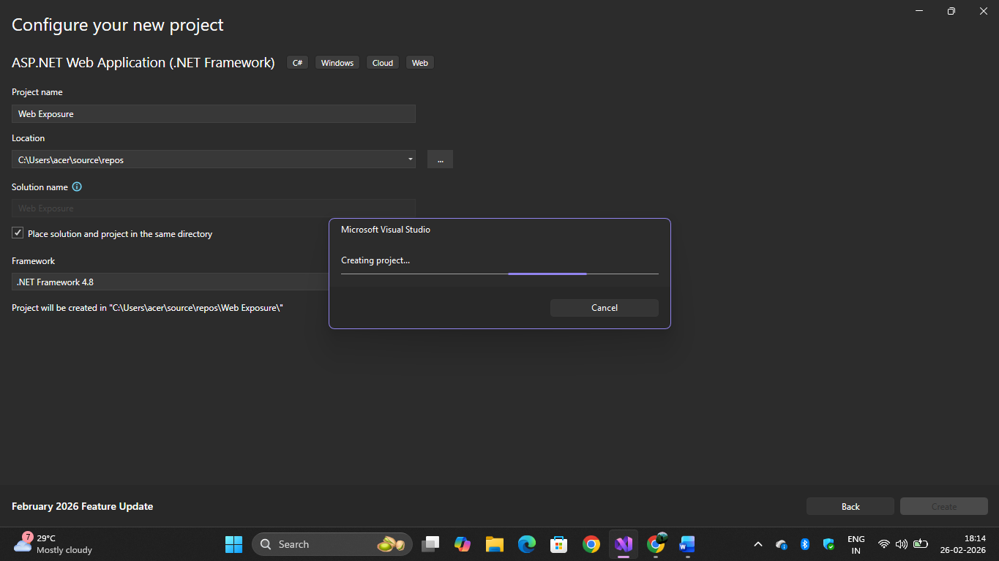 Configure your new project
ASP.NET Web Application (.NET Framework) C# Windows Cloud Web
Project name
Web Exposure
Location
C:\Users\acer\source\repos
...
Solution name
Web Exposure
Place solution and project in the same directory
Framework
.NET Framework 4.8
Project will be created in "C:\Users\acer\source\repos\Web Exposure\"
Microsoft Visual Studio
Creating project...
Cancel
February 2026 Feature Update
Back
Create
7
29°C
Mostly cloudy
Search
ENG
IN
18:14
26-02-2026